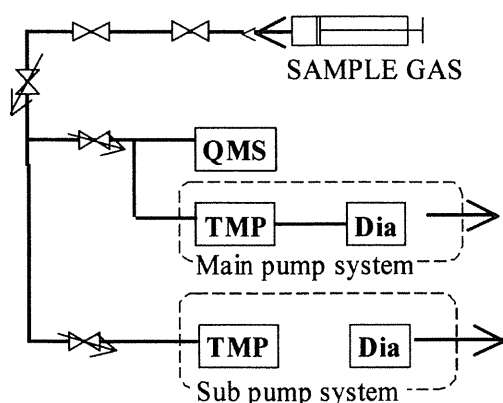 SAMPLE GAS
QMS
TMP Dia
Main pump system
TMP Dia
Sub pump system